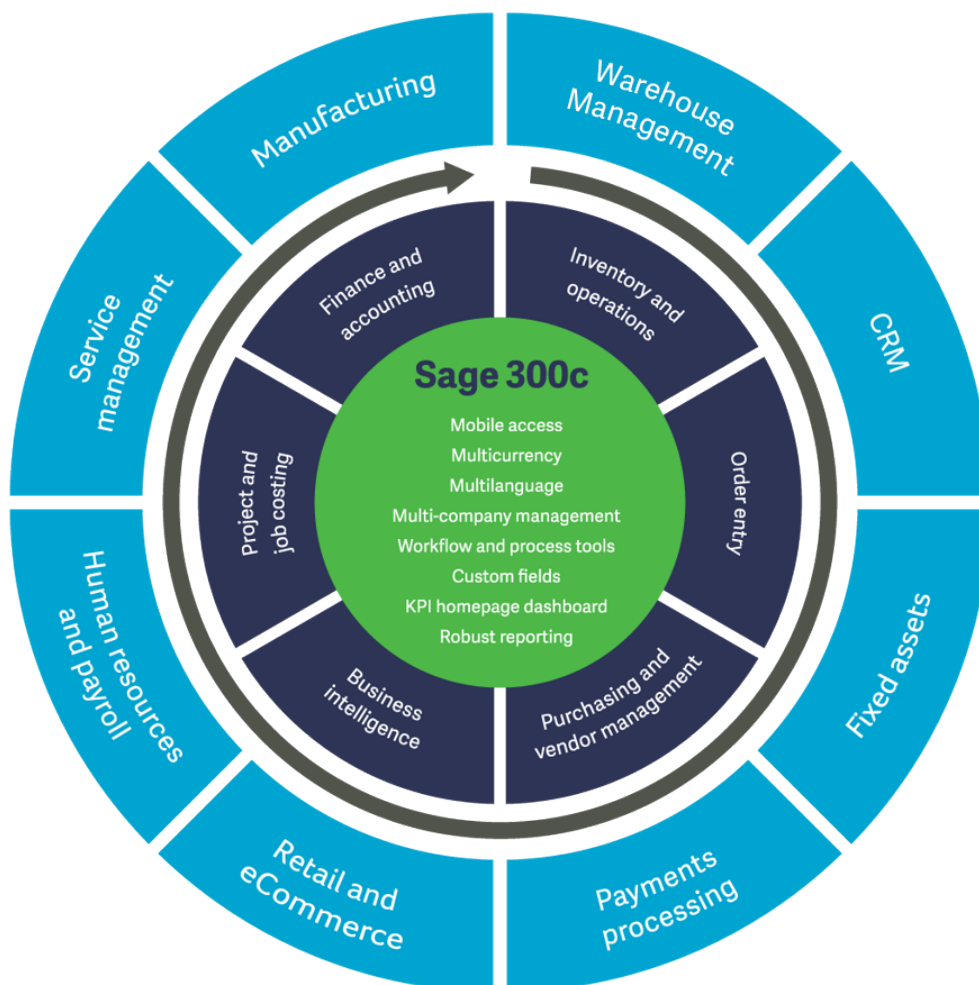 Manufacturing
Warehouse
Management
CRM
Fixed assets
Payments
processing
Retail and
eCommerce
Human resources
and payroll
Service
management
Finance and
accounting
Inventory and
operations
Order entry
Purchasing and
vendor management
Business
intelligence
Project and
job costing
Sage 300c
Mobile access
Multicurrency
Multilanguage
Multi-company management
Workflow and process tools
Custom fields
KPI homepage dashboard
Robust reporting